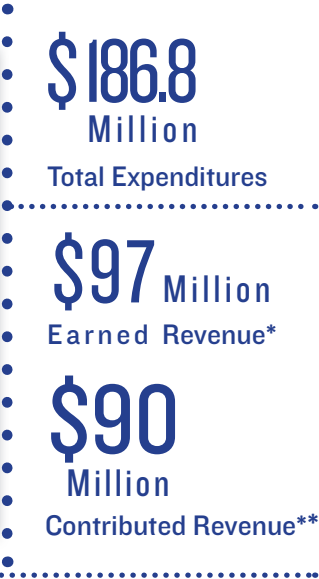 $186.8
Million
Total Expenditures
$97 Million
Earned Revenue*
$90
Million
Contributed Revenue**